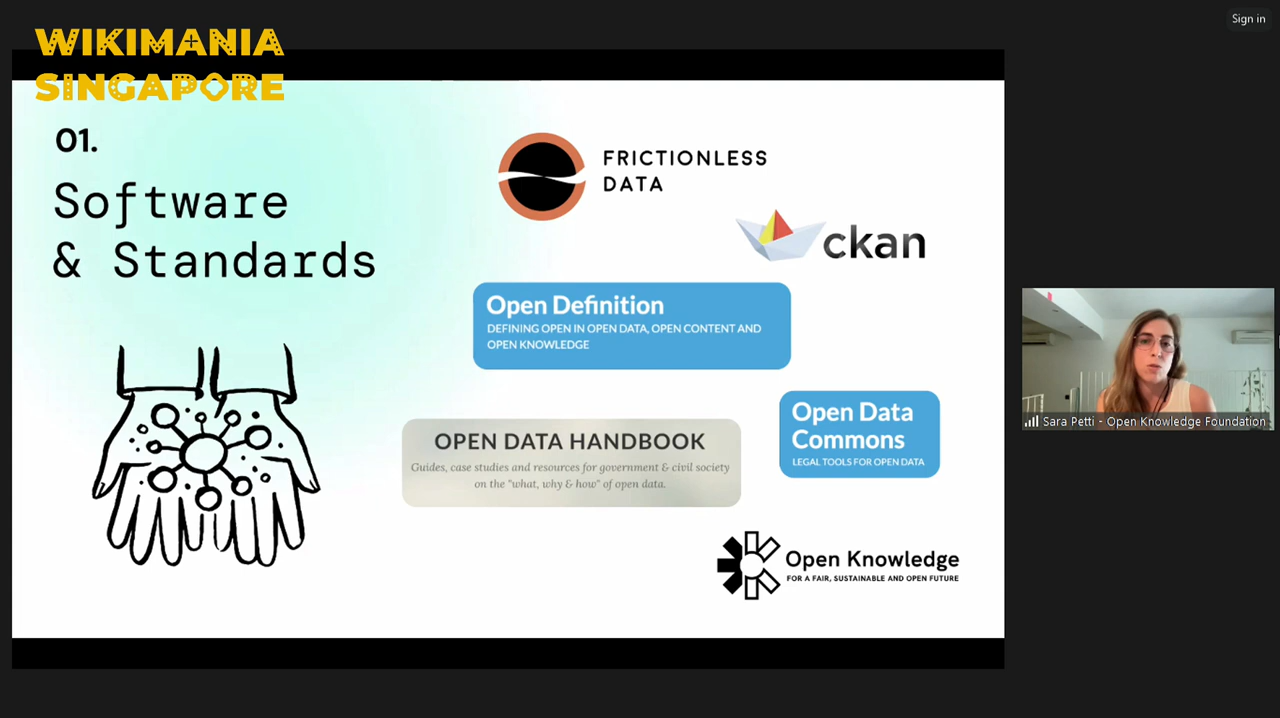 Sign in
WIKIMANIA
SINGAPORE
01.
Software
& Standards
FRICTIONLESS
DATA
ckan
Open Definition
DEFINING OPEN IN OPEN DATA, OPEN CONTENT AND
OPEN KNOWLEDGE
Open Data
Commons
LEGAL TOOLS FOR OPEN DATA
OPEN DATA HANDBOOK
Guides, case studies and resources for government & civil society
on the "what, why & how" of open data.
Open Knowledge
FOR A FAIR, SUSTAINABLE AND OPEN FUTURE
Sara Petti - Open Knowledge Foundation